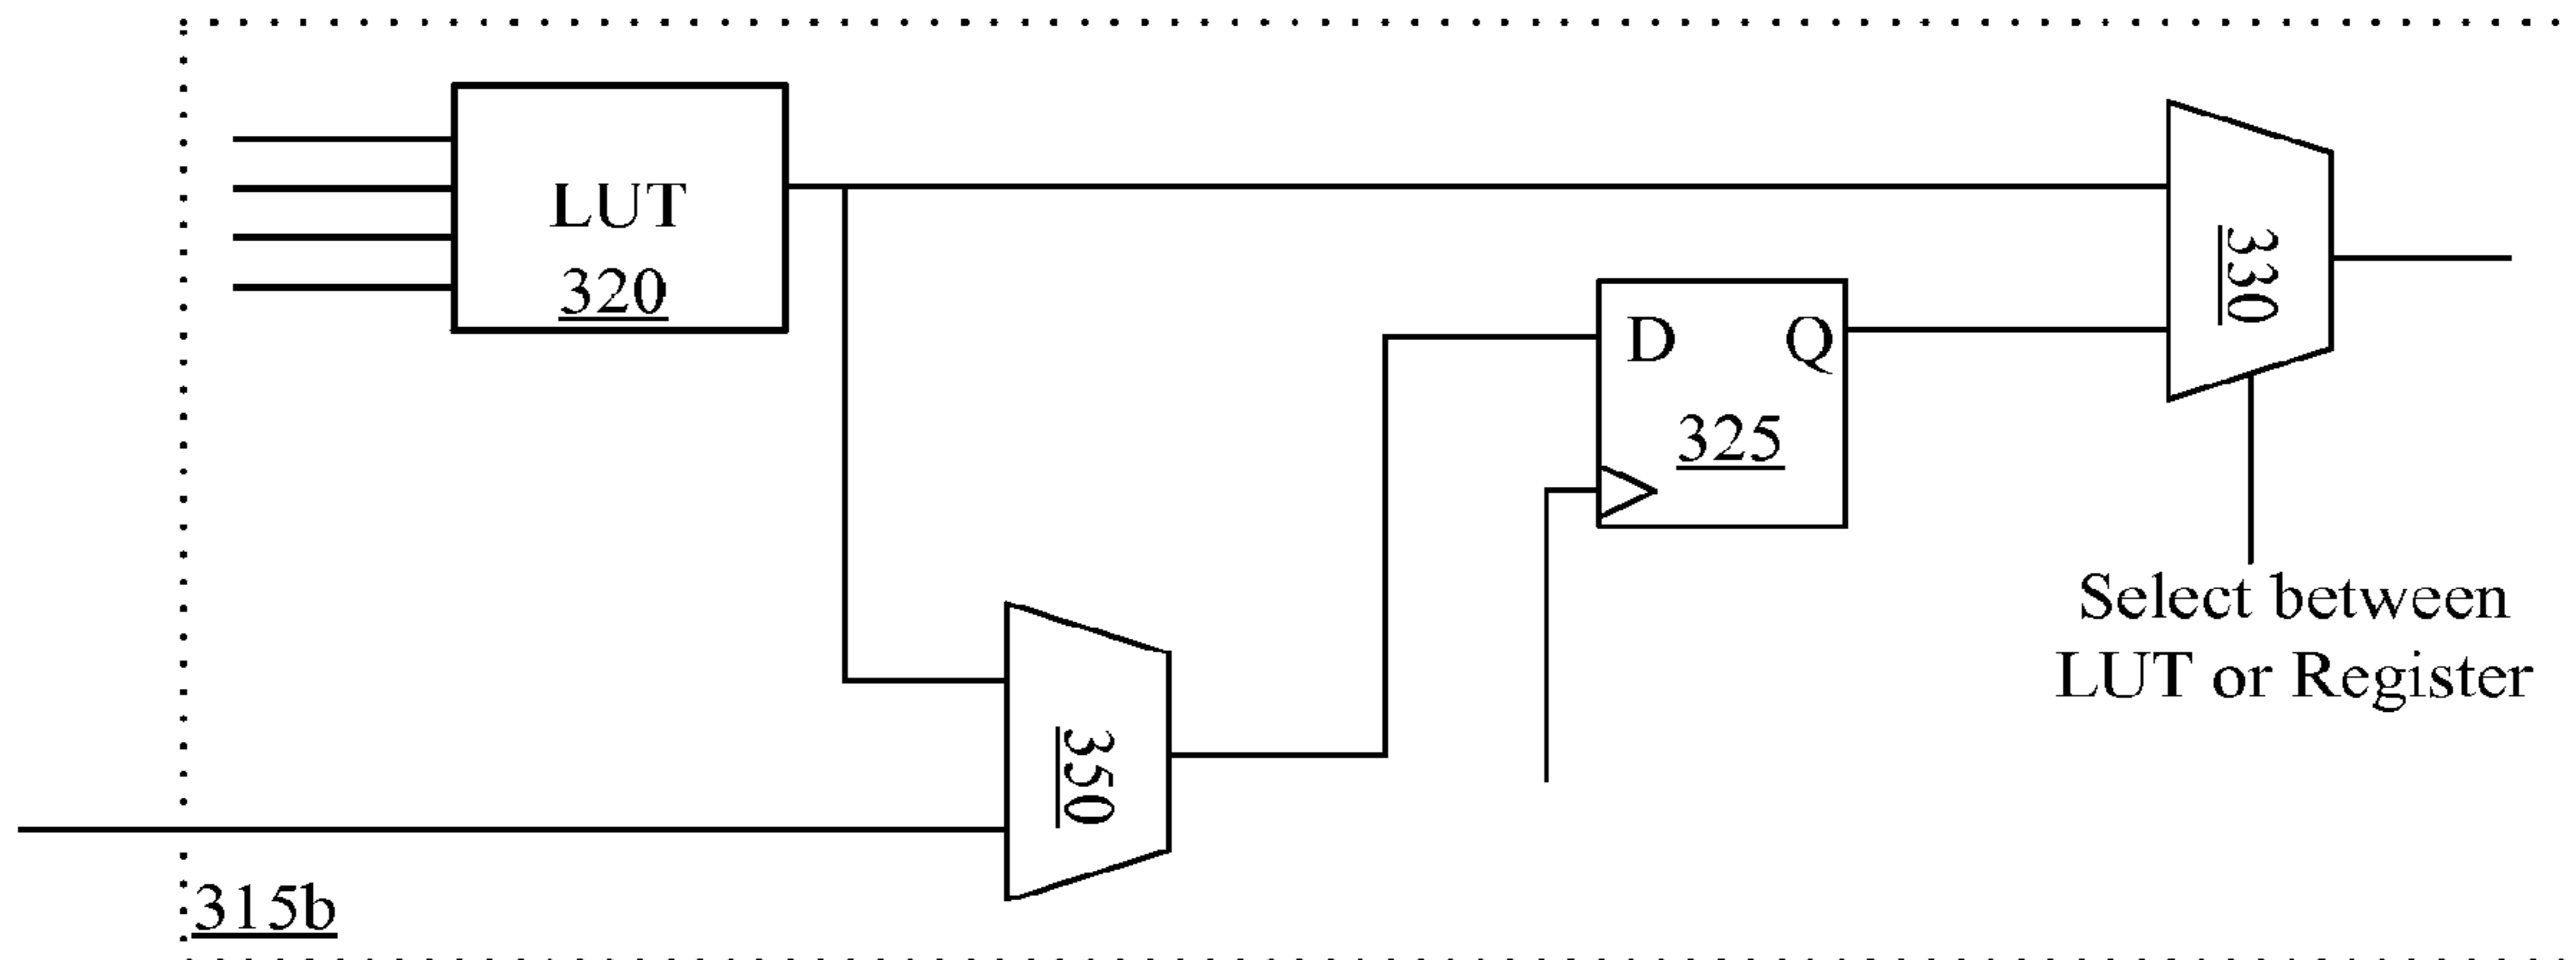 LUT
320
330
D Q
325
Select between
LUT or Register
350
315b